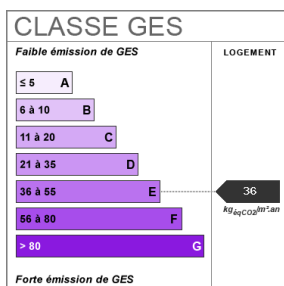 CLASSE GES
Faible émission de GES
LOGEMENT
≤ 5 A
6 à 10 B
11 à 20 C
21 à 35 D
36 à 55 E
36
kgéqCO2/m².an
56 à 80 F
> 80 G
Forte émission de GES